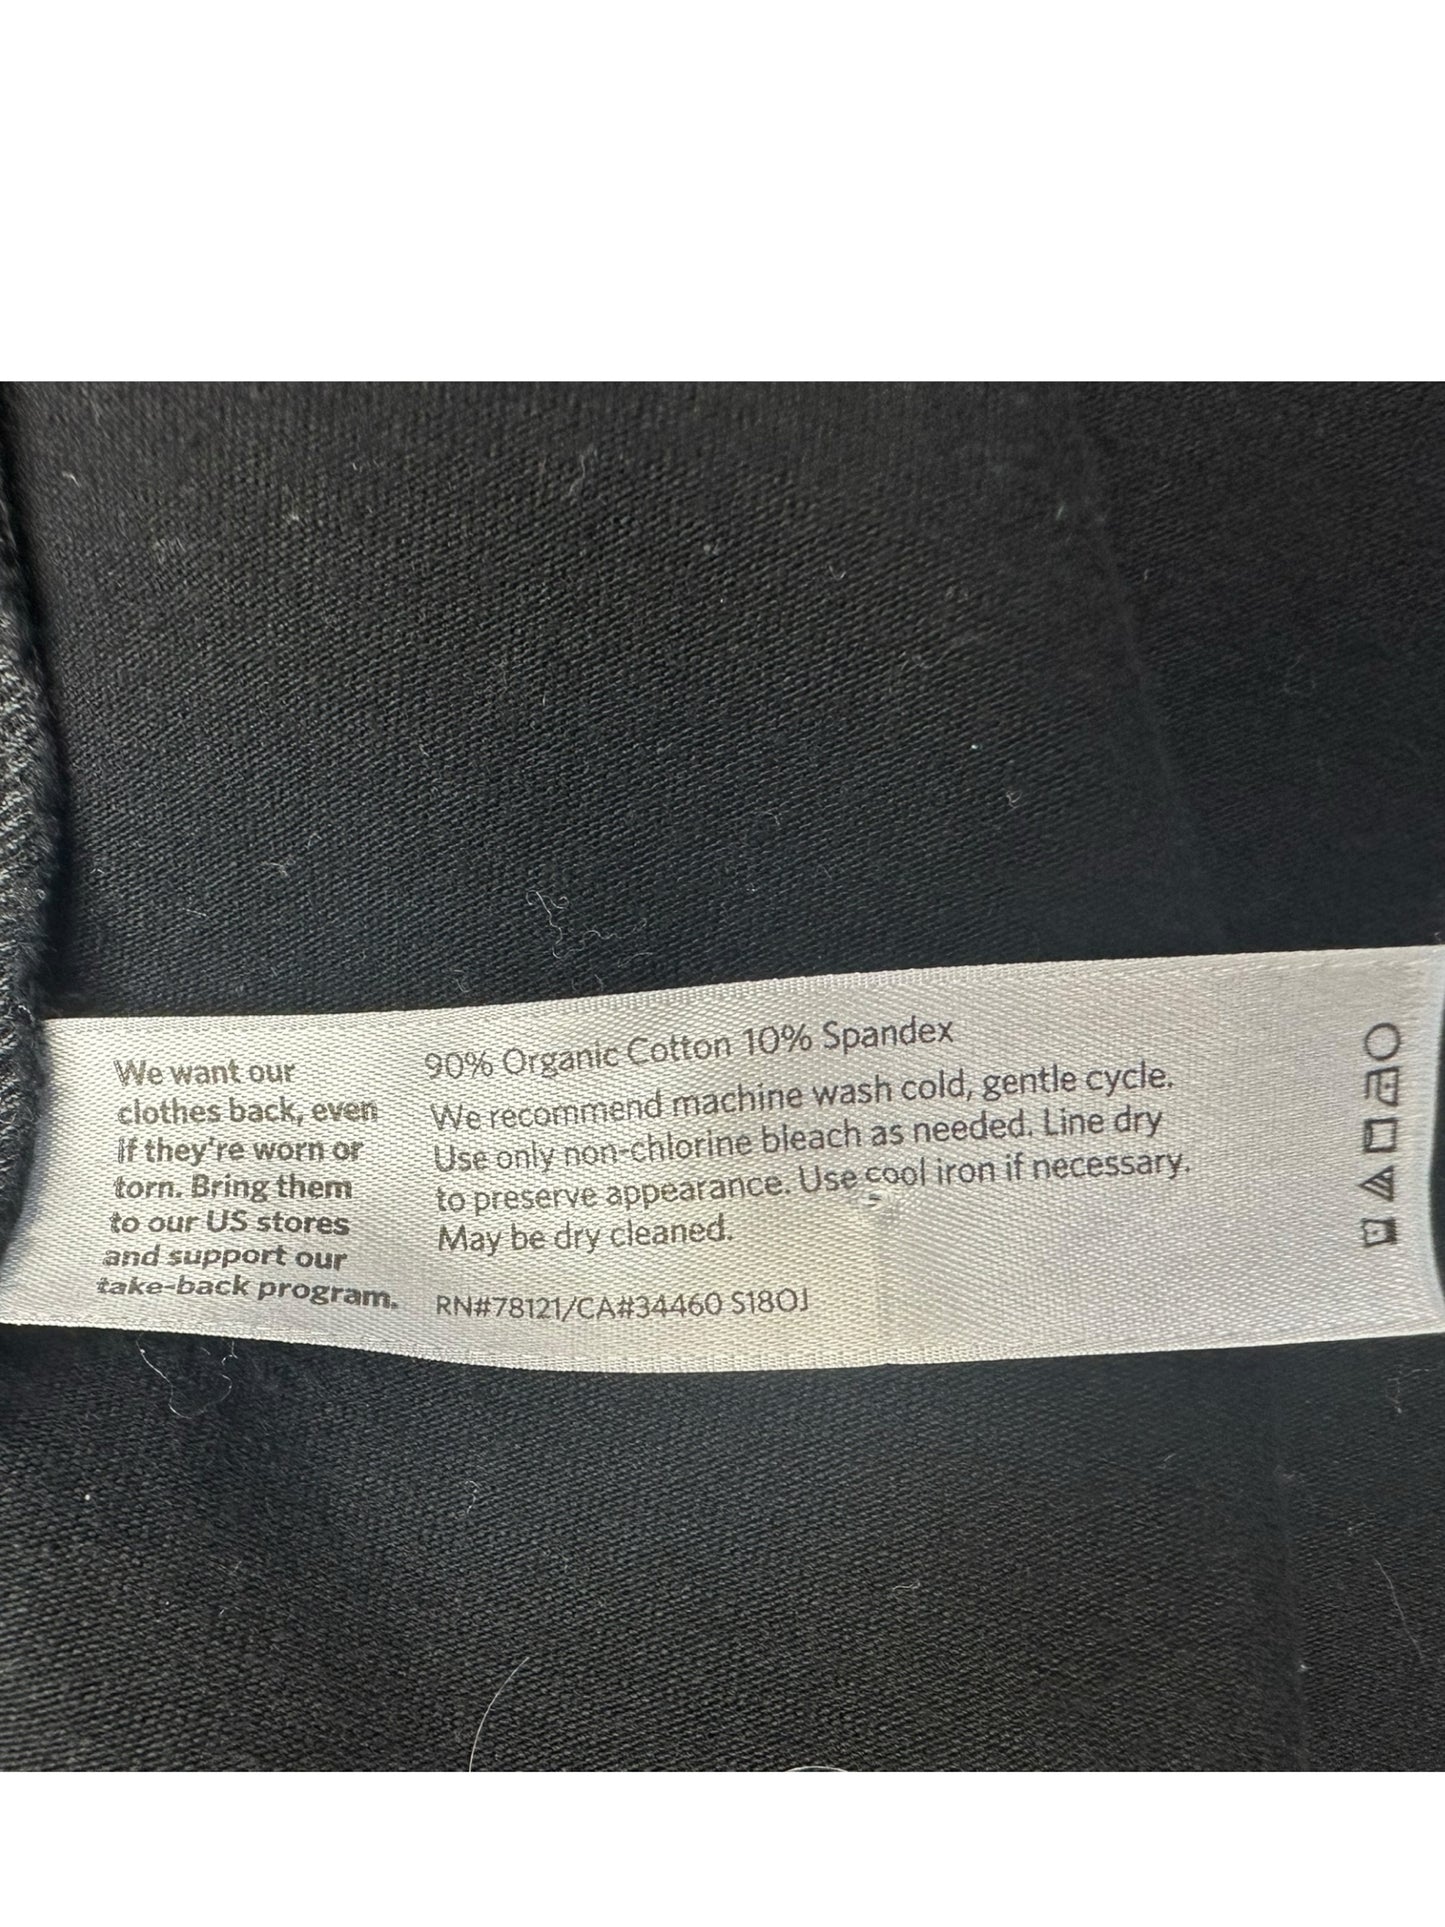 We want our
clothes back, even
if they're worn or
torn. Bring them
to our US stores
and support our
take-back program.
90% Organic Cotton 10% Spandex
We recommend machine wash cold, gentle cycle.
Use only non-chlorine bleach as needed. Line dry
to preserve appearance. Use cool iron if necessary.
May be dry cleaned.
RN#78121/CA#34460 S18OJ